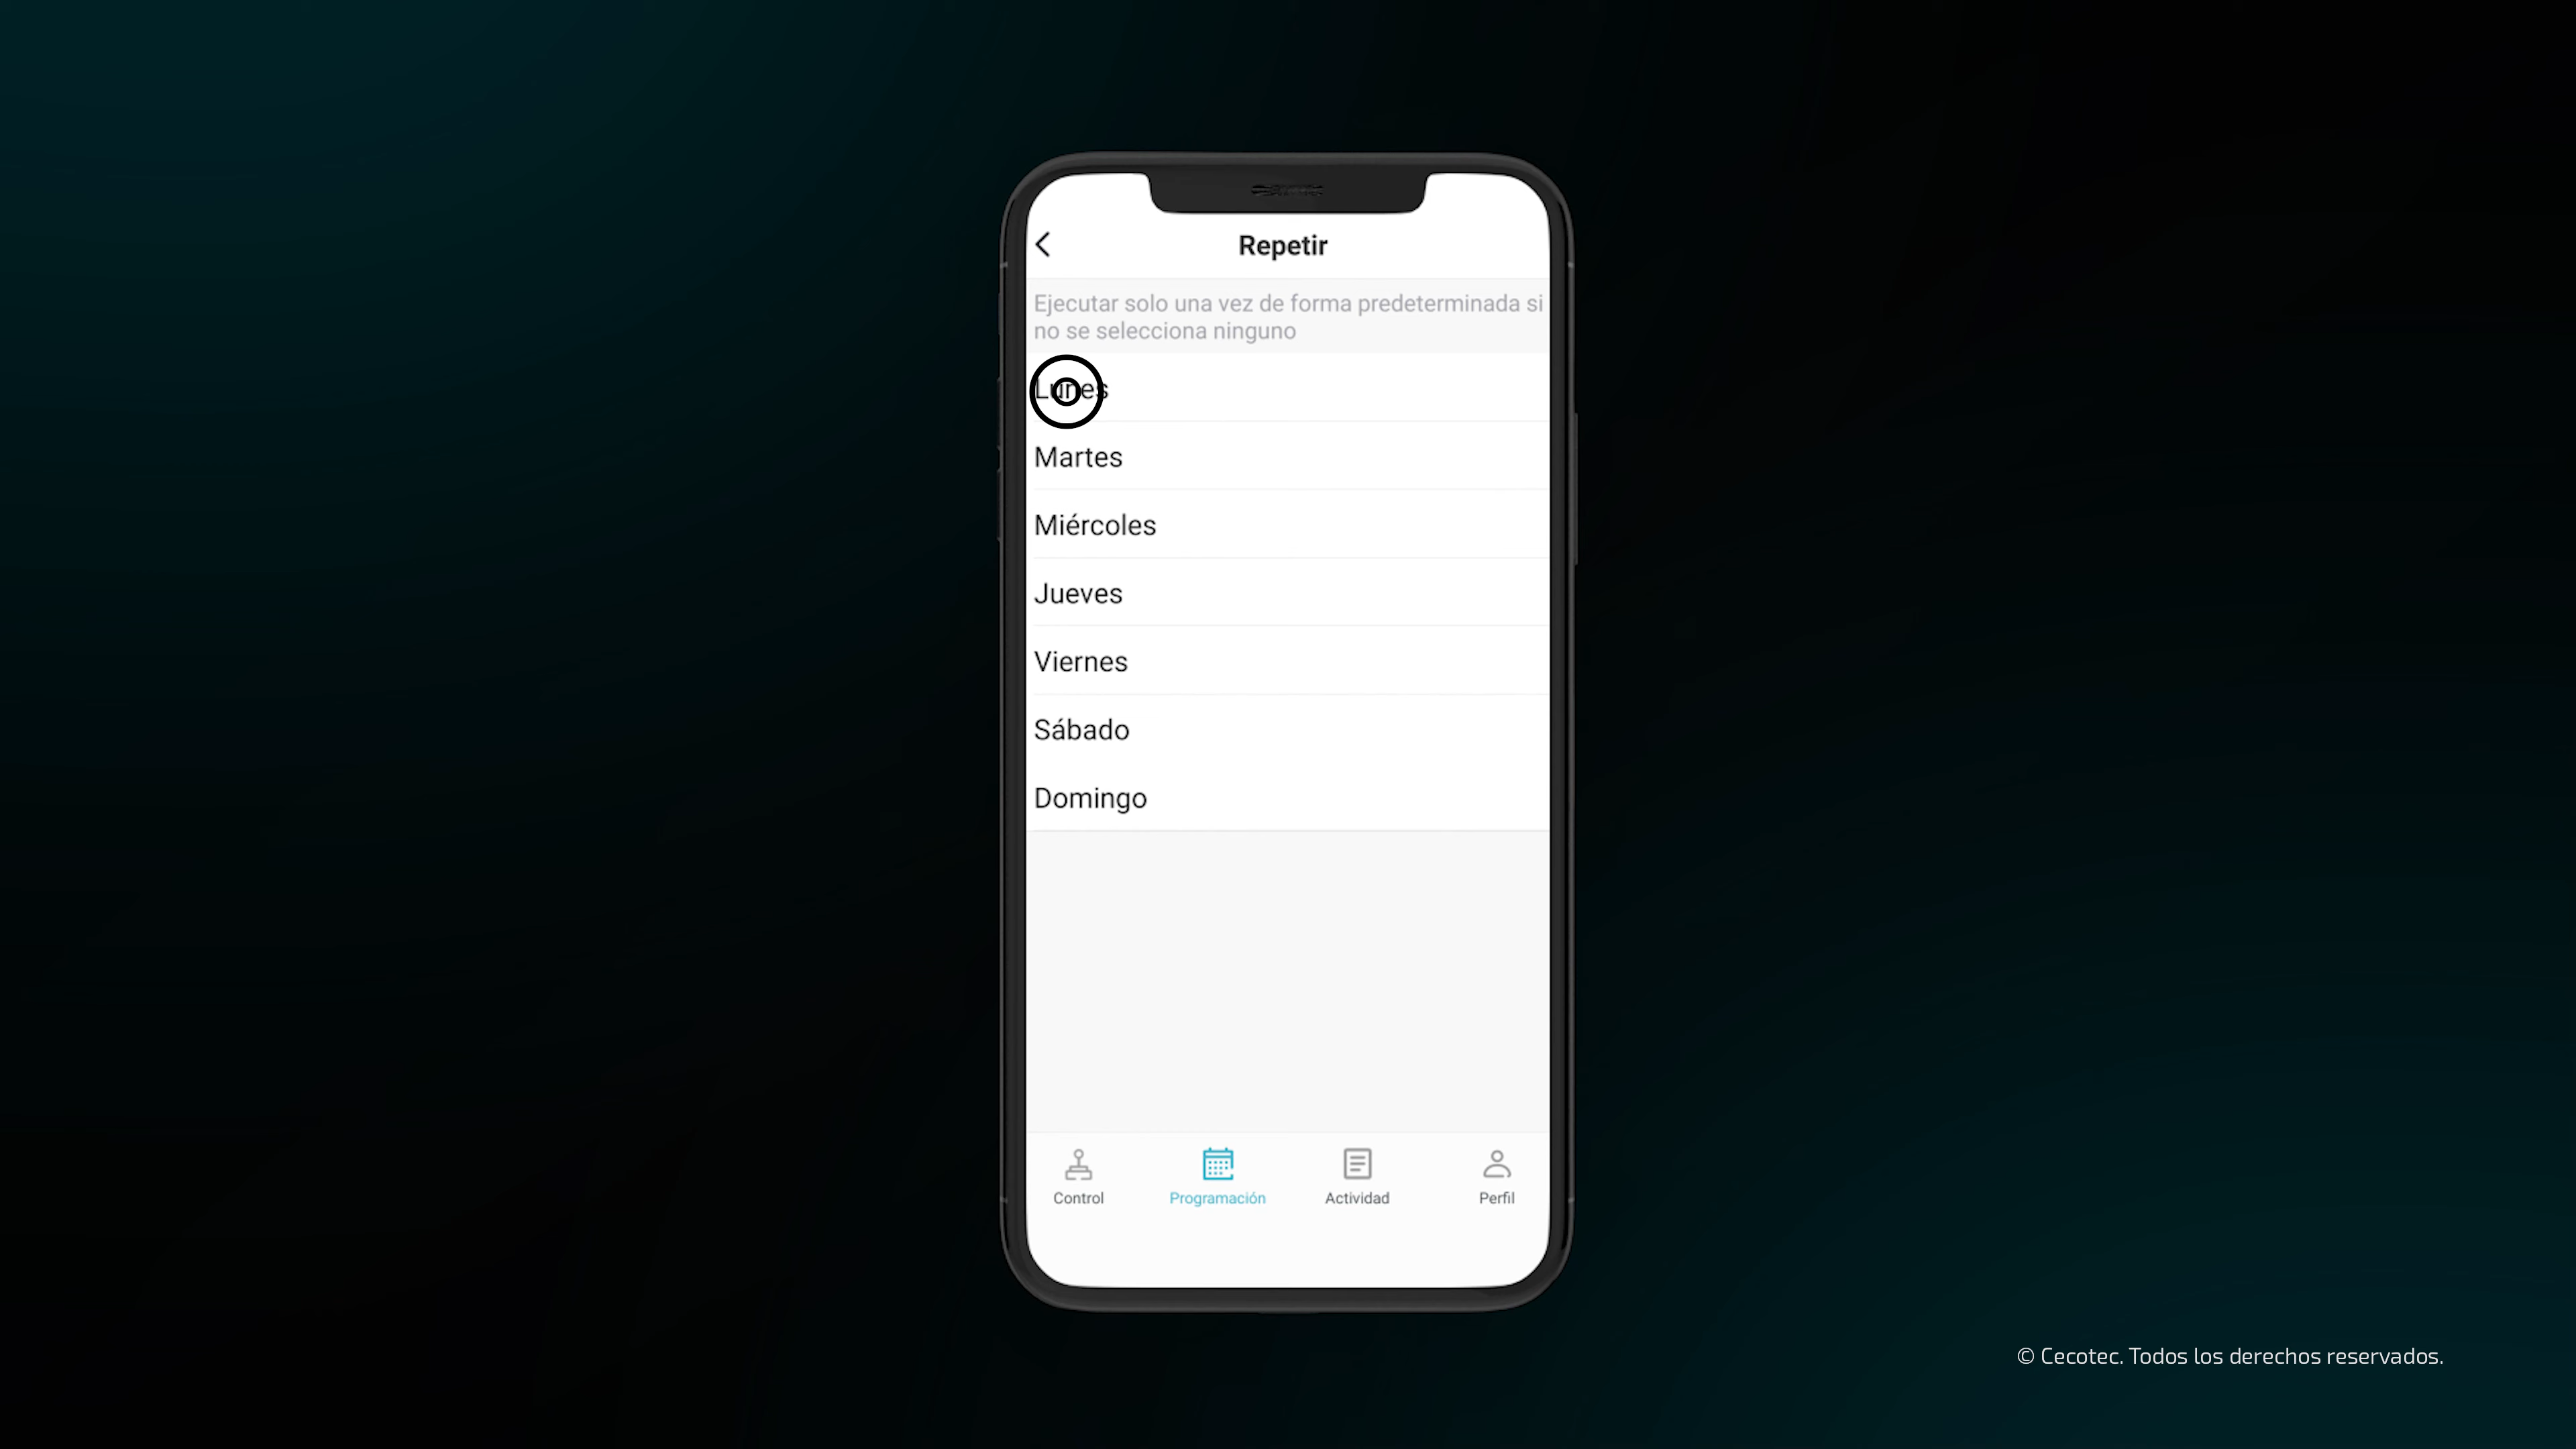 Repetir
Ejecutar solo una vez de forma predeterminada si
no se selecciona ninguno
Lunes
Martes
Miércoles
Jueves
Viernes
Sábado
Domingo
Control
Programación
Actividad
Perfil
© Cecotec. Todos los derechos reservados.